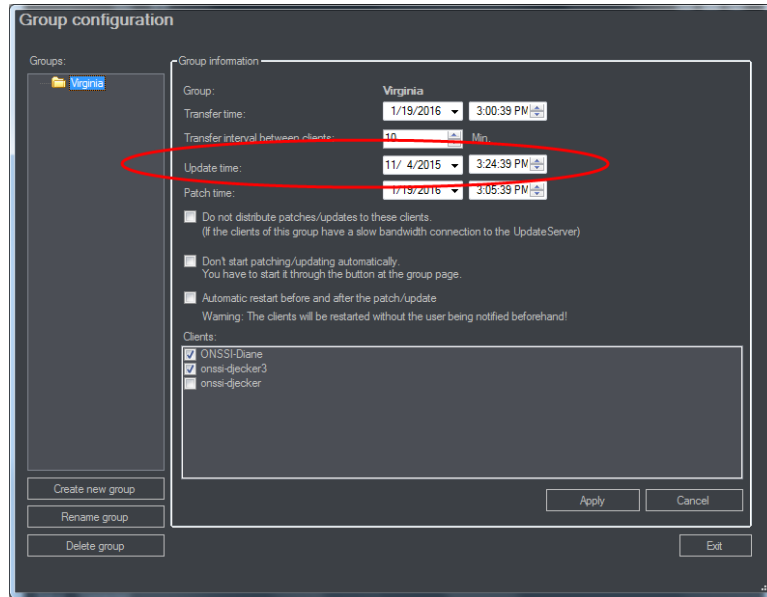 Group configuration
Groups:
Virginia
Group information
Group: Virginia
Transfer time: 1/19/2016 3:00:39 PM
Transfer interval between clients: 10 Min.
Update time: 11/ 4/2015 3:24:39 PM
Patch time: 1/19/2016 3:05:39 PM
Do not distribute patches/updates to these clients.
(If the clients of this group have a slow bandwidth connection to the UpdateServer)
Don't start patching/updating automatically.
You have to start it through the button at the group page.
Automatic restart before and after the patch/update
Warning: The clients will be restarted without the user being notified beforehand!
Clients:
ONSSI-Diane
onssi-djecker3
onssi-djecker
Create new group
Rename group
Delete group
Apply
Cancel
Exit